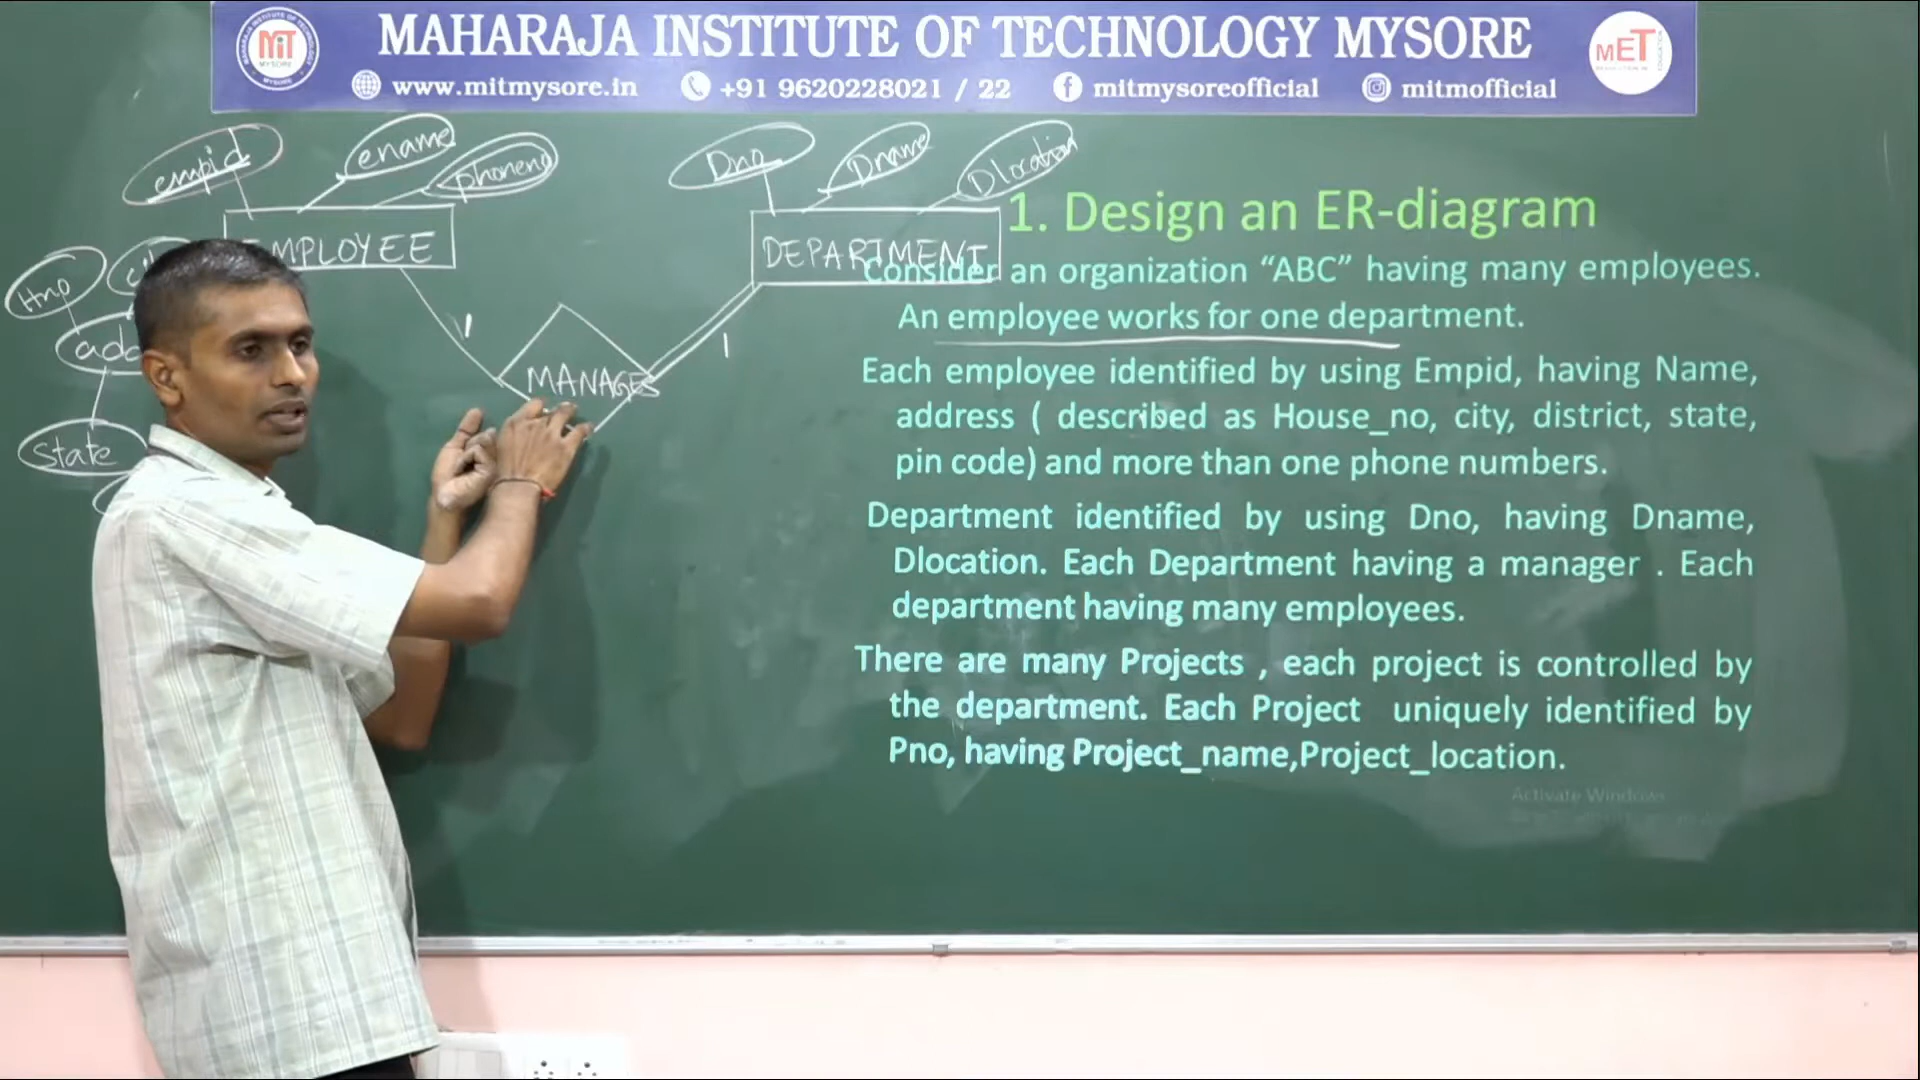 MAHARAJA INSTITUTE OF TECHNOLOGY MYSORE
MIT
MYSORE
MET
www.mitmysore.in +91 9620228021 / 22 mitmysoreofficial mitmofficial
empid ename phoneno Dno Dname Dlocation
EMPLOYEE DEPARTMENT
Hno
1 1
MANAGES
State
1. Design an ER-diagram
Consider an organization “ABC” having many employees.
An employee works for one department.
Each employee identified by using Empid, having Name,
address ( described as House_no, city, district, state,
pin code) and more than one phone numbers.
Department identified by using Dno, having Dname,
Dlocation. Each Department having a manager . Each
department having many employees.
There are many Projects , each project is controlled by
the department. Each Project uniquely identified by
Pno, having Project_name,Project_location.
Activate Windows